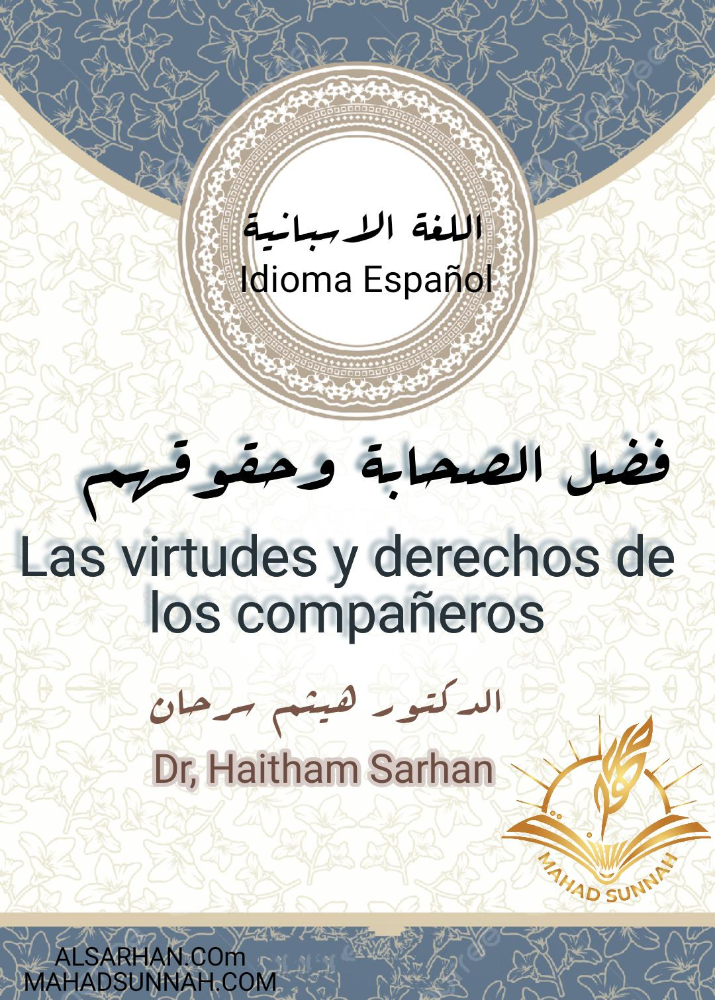 اللغة الاسبانية
Idioma Español
فضل الصحابة وحقوقهم
Las virtudes y derechos de
los compañeros
الدكتور هيثم سرحان
Dr, Haitham Sarhan
MAHAD SUNNAH
ALSARHAN.COm
MAHADSUNNAH.COM